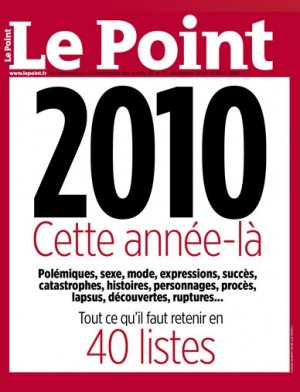 Le Point
Le Point
www.lepoint.fr
2010
Cette année-là
Polémiques, sexe, mode, expressions, succès,
catastrophes, histoires, personnages, procès,
lapsus, découvertes, ruptures...
Tout ce qu'il faut retenir en
40 listes